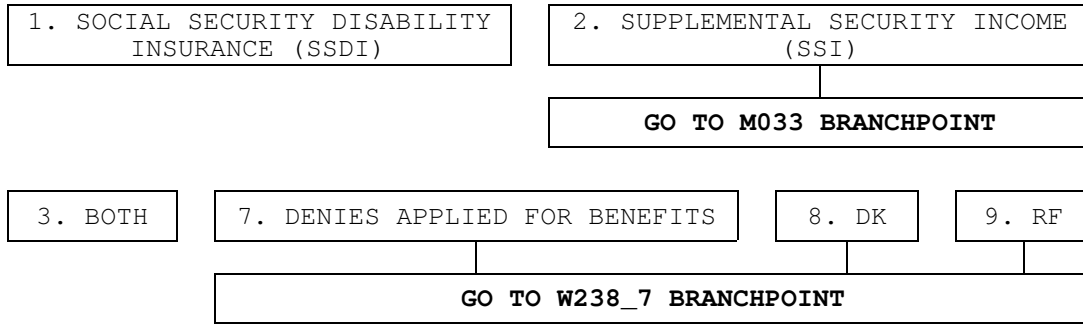 1. SOCIAL SECURITY DISABILITY
INSURANCE (SSDI)
2. SUPPLEMENTAL SECURITY INCOME
(SSI)
GO TO M033 BRANCHPOINT
3. BOTH
7. DENIES APPLIED FOR BENEFITS
8. DK
9. RF
GO TO W238_7 BRANCHPOINT